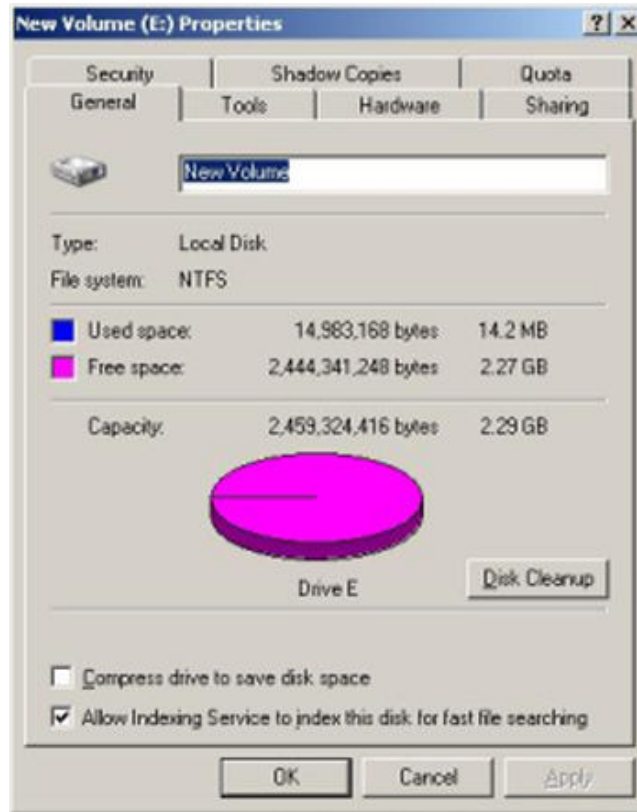 New Volume (E:) Properties ? ×
Security Shadow Copies Quota
General Tools Hardware Sharing
New Volume
Type: Local Disk
File system: NTFS
Used space: 14,983,168 bytes 14.2 MB
Free space: 2,444,341,248 bytes 2.27 GB
Capacity: 2,459,324,416 bytes 2.29 GB
Drive E
Disk Cleanup
Compress drive to save disk space
Allow Indexing Service to index this disk for fast file searching
OK Cancel Apply